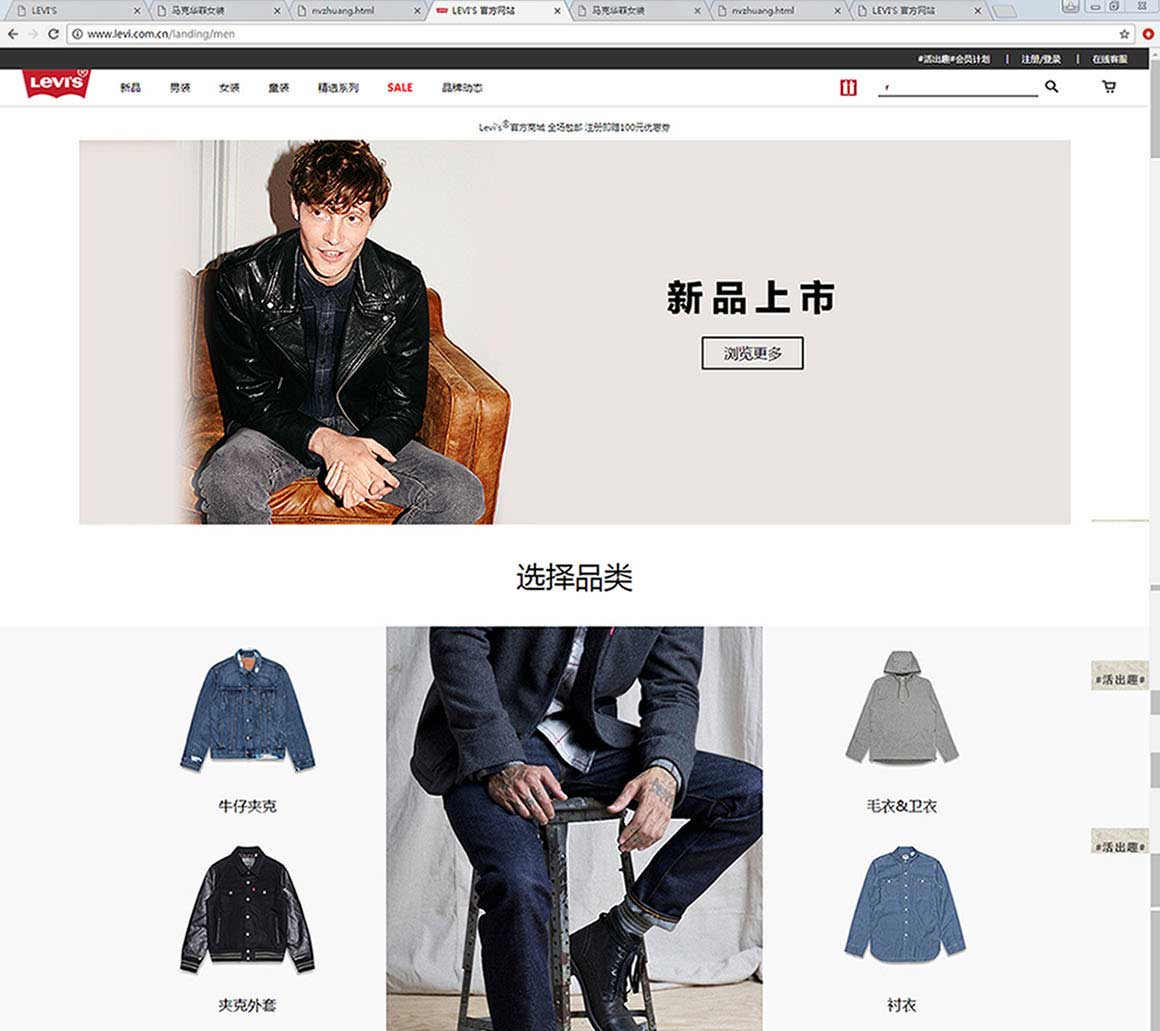 LEVI'S
马克华菲女装
nvzhuang.html
LEVI'S 官方网站
马克华菲女装
nvzhuang.html
LEVI'S 官方网站
www.levi.com.cn/landing/men
#活出趣#会员计划 | 注册/登录 | 在线客服
LEVI'S 新品 男装 女装 童装 精选系列 SALE 品牌动态
Levi's®官方商城 全场包邮 注册即赠100元优惠券
新品上市
浏览更多
选择品类
#活出趣#
牛仔夹克
毛衣&卫衣
#活出趣#
夹克外套
衬衣